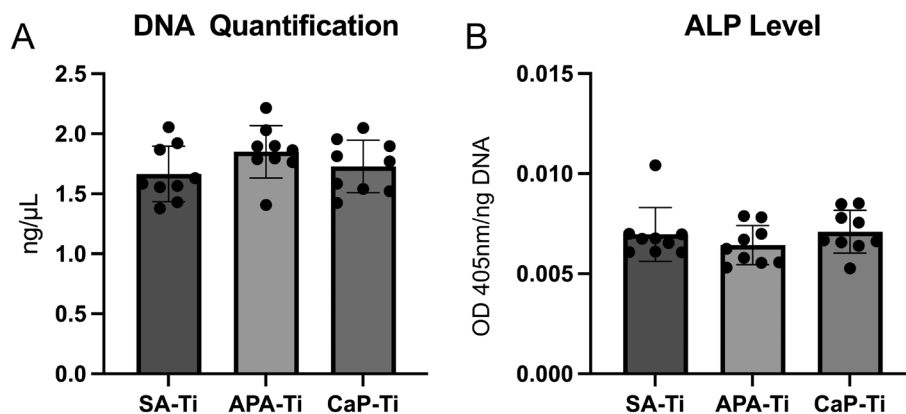 A
DNA Quantification
ng/µL
2.5
2.0
1.5
1.0
0.5
0.0
SA-Ti APA-Ti CaP-Ti
B
ALP Level
OD 405nm/ng DNA
0.015
0.010
0.005
0.000
SA-Ti APA-Ti CaP-Ti